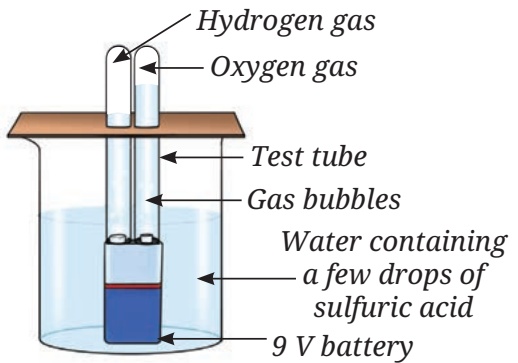 Hydrogen gas
Oxygen gas
Test tube
Gas bubbles
Water containing
a few drops of
sulfuric acid
9 V battery